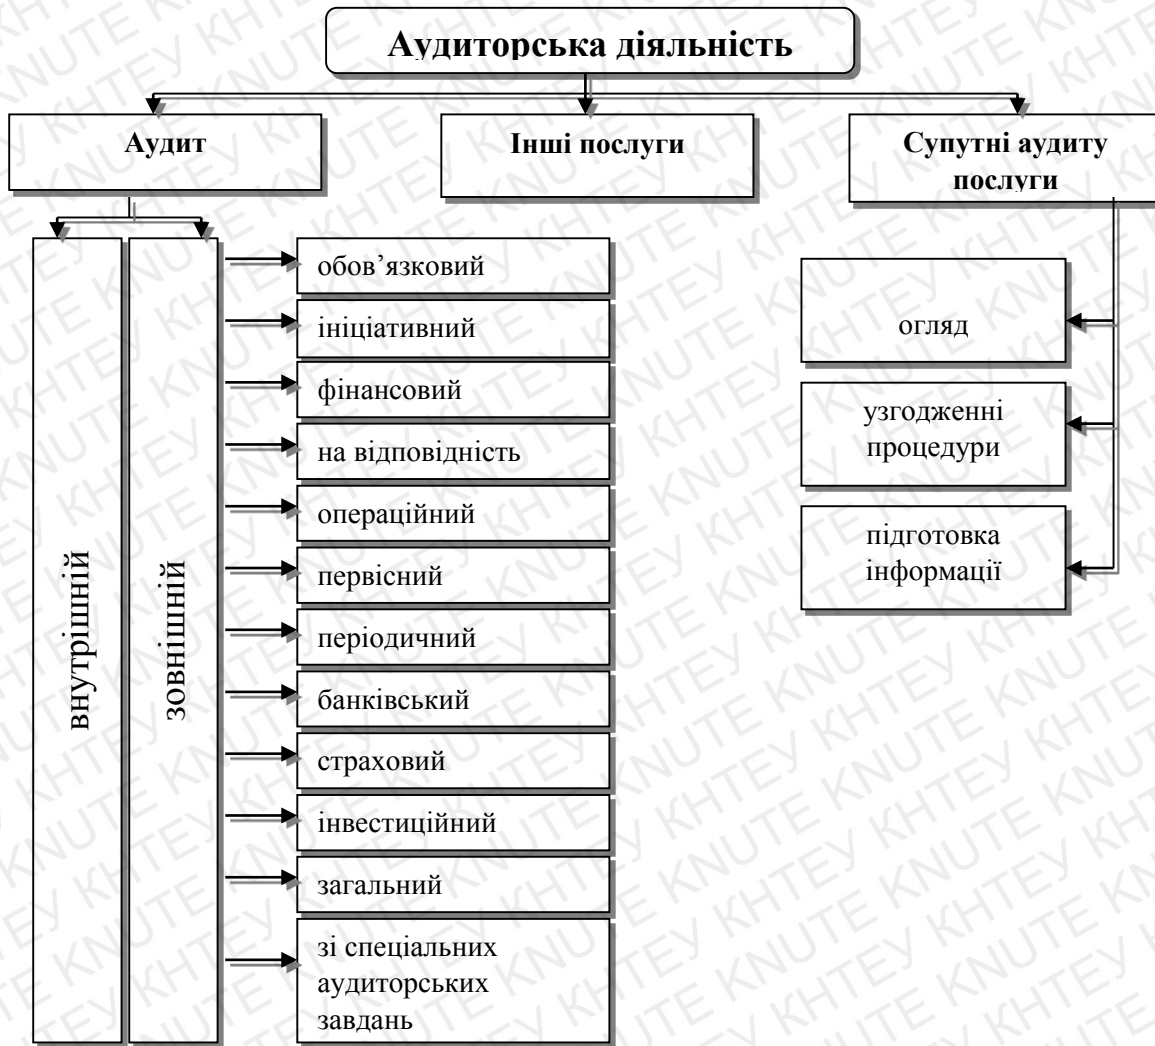 Аудиторська діяльність
Аудит
Інші послуги
Супутні аудиту
послуги
внутрішній
зовнішній
обов’язковий
ініціативний
фінансовий
на відповідність
операційний
первісний
періодичний
банківський
страховий
інвестиційний
загальний
зі спеціальних
аудиторських
завдань
огляд
узгодженні
процедури
підготовка
інформації